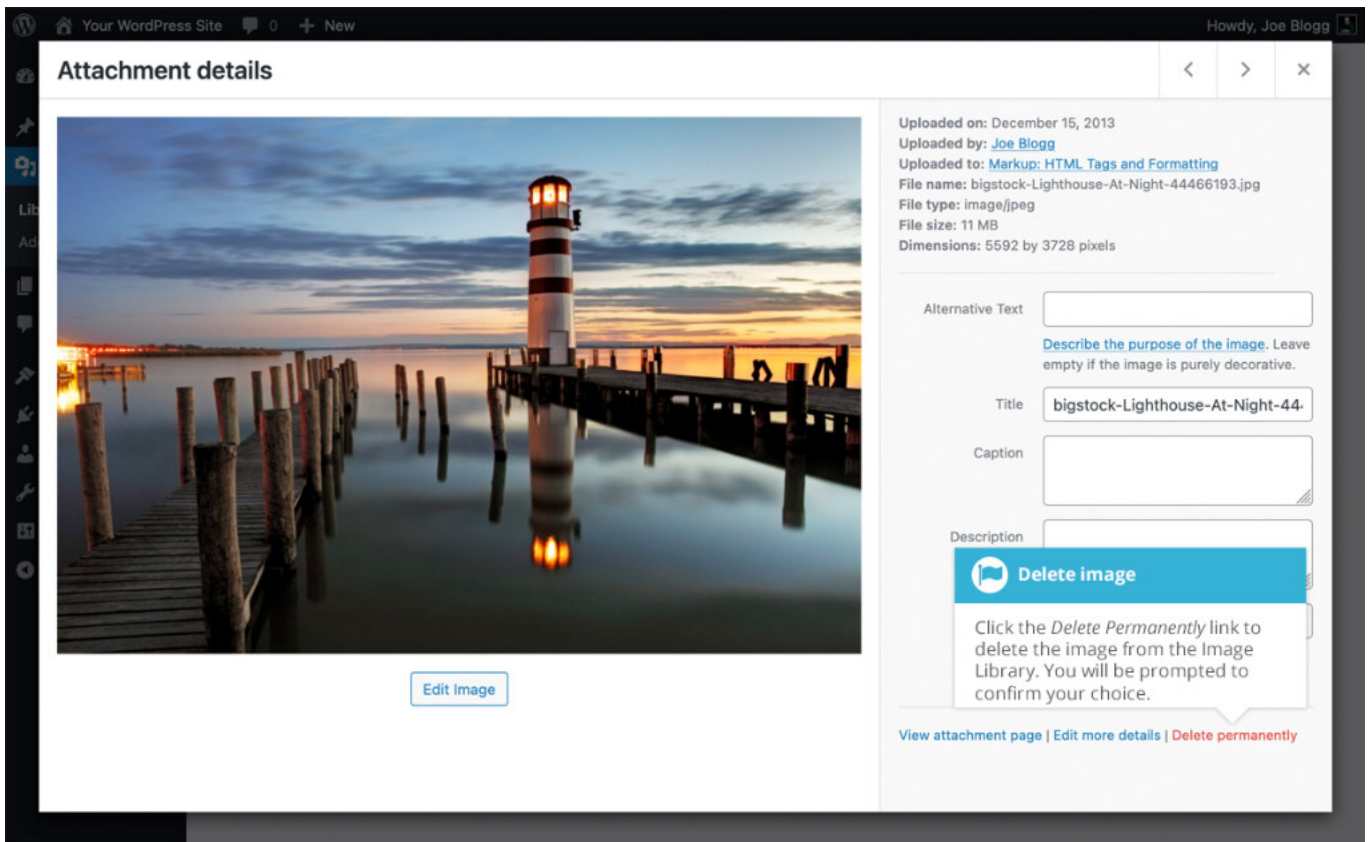 Your WordPress Site 0 + New
Howdy, Joe Blogg
Attachment details
Uploaded on: December 15, 2013
Uploaded by: Joe Blogg
Uploaded to: Markup: HTML Tags and Formatting
File name: bigstock-Lighthouse-At-Night-44466193.jpg
File type: image/jpeg
File size: 11 MB
Dimensions: 5592 by 3728 pixels
Lib
Ad
Alternative Text
Describe the purpose of the image. Leave
empty if the image is purely decorative.
Title bigstock-Lighthouse-At-Night-44
Caption
Description
Delete image
Click the Delete Permanently link to
delete the image from the Image
Library. You will be prompted to
confirm your choice.
Edit Image
View attachment page | Edit more details | Delete permanently